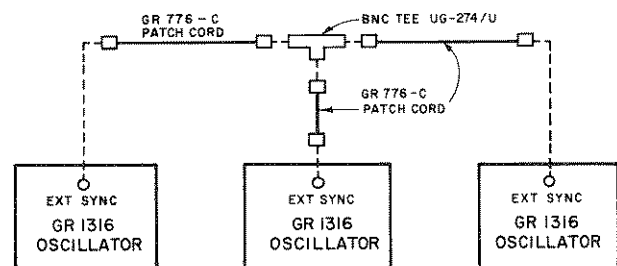 GR 776-C
PATCH CORD
BNC TEE UG-274/U
GR 776-C
PATCH CORD
EXT SYNC
GR 1316
OSCILLATOR
EXT SYNC
GR 1316
OSCILLATOR
EXT SYNC
GR 1316
OSCILLATOR